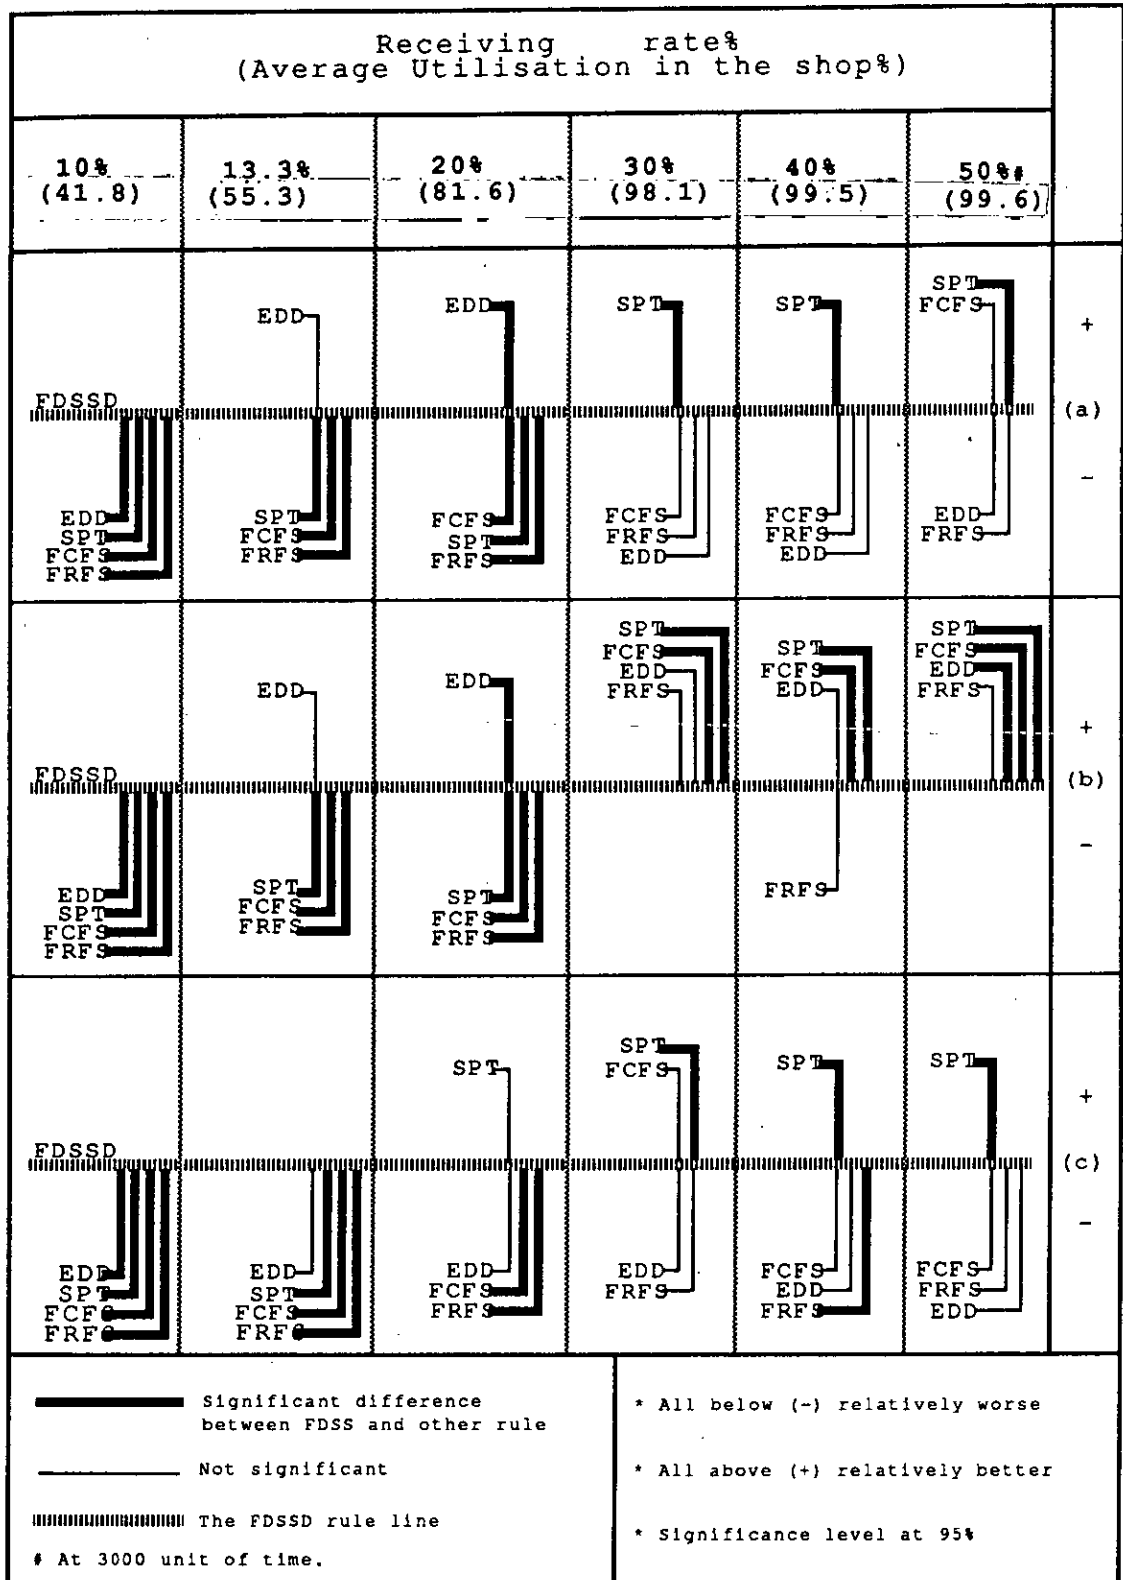 Receiving rate%
(Average Utilisation in the shop%)
10% 13.3% 20% 30% 40% 50%#
(41.8) (55.3) (81.6) (98.1) (99.5) (99.6)
SPT
EDD EDD SPT SPT FCFS
+
FDSSD
(a)
-
EDD SPT FCFS FCFS FCFS EDD
SPT FCFS SPT FRFS FRFS FRFS
FCFS FRFS FRFS EDD EDD
FRFS
SPT SPT
FCFS SPT FCFS
EDD EDD EDD FCFS EDD
FRFS EDD FRFS
+
FDSSD
(b)
-
EDD SPT SPT FRFS
SPT FCFS FCFS
FCFS FRFS FRFS
FRFS
SPT
SPT FCFS SPT SPT
+
FDSSD
(c)
-
EDD EDD EDD EDD FCFS FCFS
SPT SPT FCFS FRFS EDD FRFS
FCFS FCFS FRFS FRFS EDD
FRFS FRFS
Significant difference
between FDSS and other rule
Not significant
The FDSSD rule line
# At 3000 unit of time.
* All below (-) relatively worse
* All above (+) relatively better
* Significance level at 95%